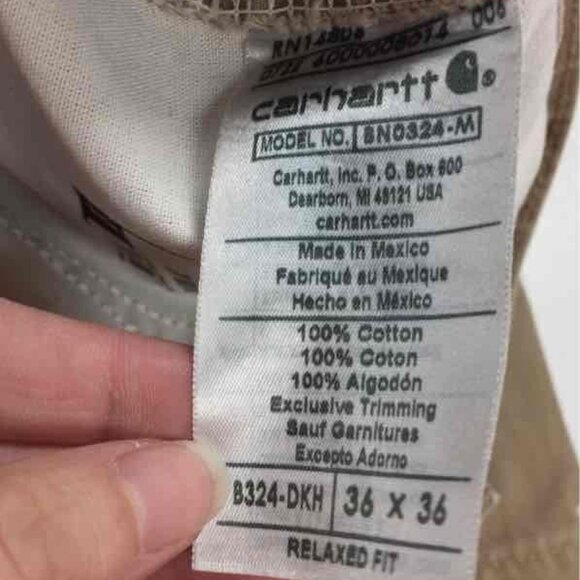 RN14806
006
carhartt ®
MODEL NO. BN0324-M
Carhartt, Inc. P. O. Box 600
Dearborn, MI 48121 USA
carhartt.com
Made in Mexico
Fabriqué au Mexique
Hecho en México
100% Cotton
100% Coton
100% Algodón
Exclusive Trimming
Sauf Garnitures
Excepto Adorno
B324-DKH 36 X 36
RELAXED FIT